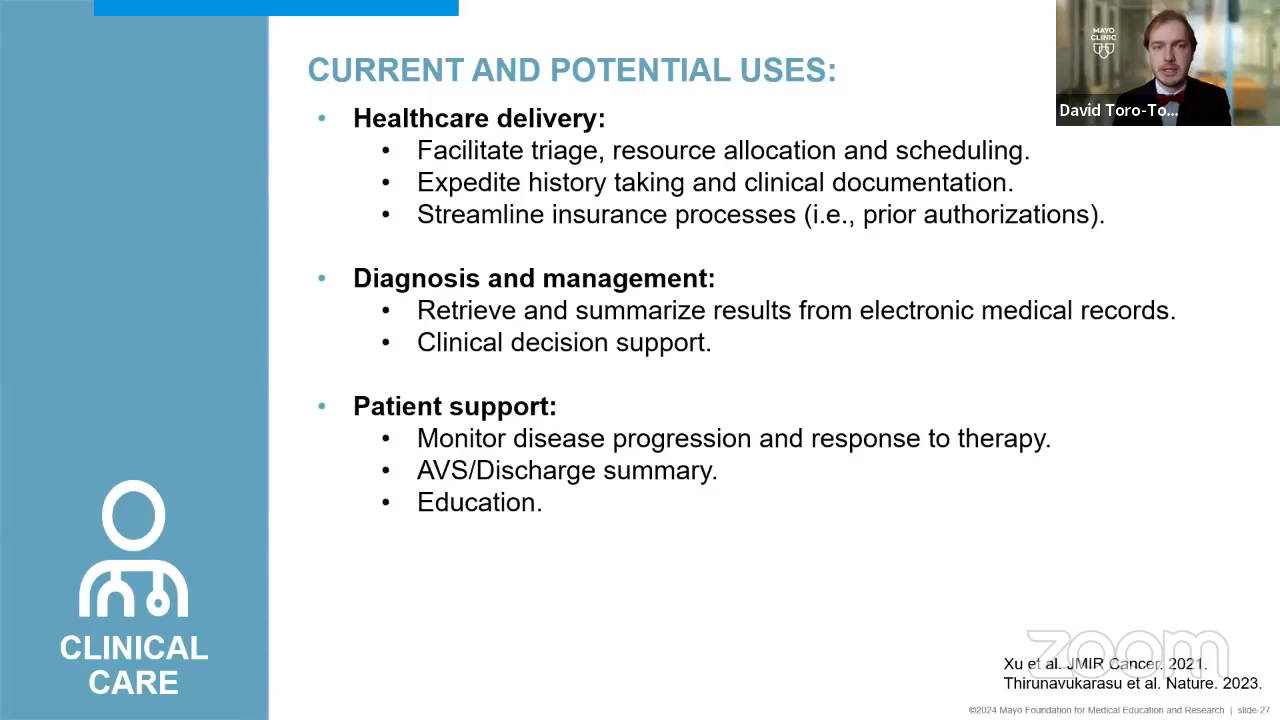 CURRENT AND POTENTIAL USES:
MAYO
CLINIC
David Toro-To...
• Healthcare delivery:
• Facilitate triage, resource allocation and scheduling.
• Expedite history taking and clinical documentation.
• Streamline insurance processes (i.e., prior authorizations).
• Diagnosis and management:
• Retrieve and summarize results from electronic medical records.
• Clinical decision support.
• Patient support:
• Monitor disease progression and response to therapy.
• AVS/Discharge summary.
• Education.
CLINICAL
CARE
zoom
Xu et al. JMIR Cancer. 2021.
Thirunavukarasu et al. Nature. 2023.
©2024 Mayo Foundation for Medical Education and Research | slide-27